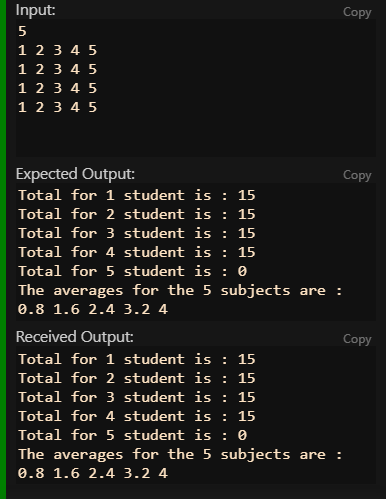 Input:
Copy
5
1 2 3 4 5
1 2 3 4 5
1 2 3 4 5
1 2 3 4 5
Expected Output:
Copy
Total for 1 student is : 15
Total for 2 student is : 15
Total for 3 student is : 15
Total for 4 student is : 15
Total for 5 student is : 0
The averages for the 5 subjects are :
0.8 1.6 2.4 3.2 4
Received Output:
Copy
Total for 1 student is : 15
Total for 2 student is : 15
Total for 3 student is : 15
Total for 4 student is : 15
Total for 5 student is : 0
The averages for the 5 subjects are :
0.8 1.6 2.4 3.2 4